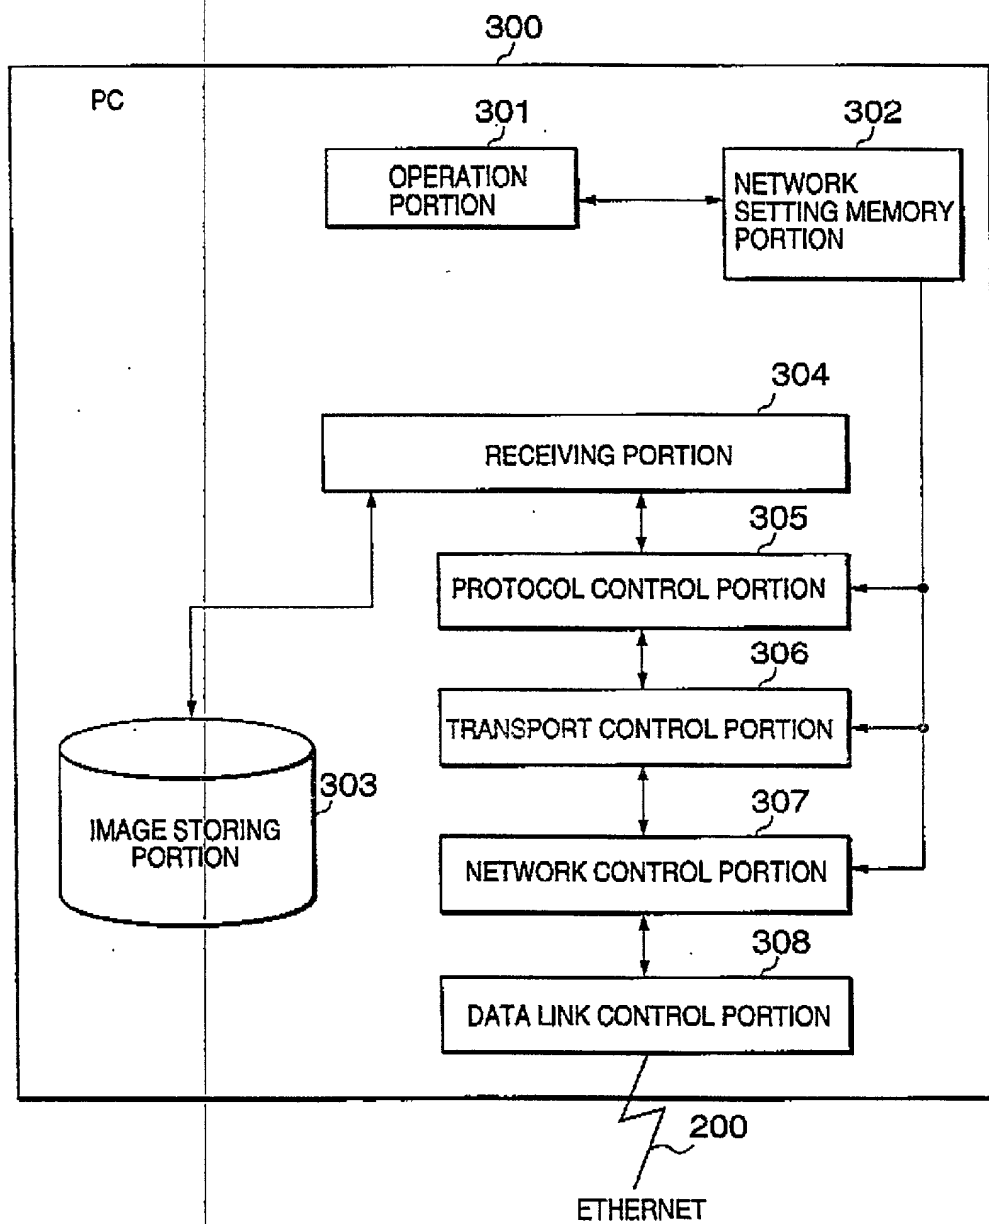 300
PC
301
302
OPERATION
PORTION
NETWORK
SETTING MEMORY
PORTION
304
RECEIVING PORTION
305
PROTOCOL CONTROL PORTION
306
TRANSPORT CONTROL PORTION
303
IMAGE STORING
PORTION
307
NETWORK CONTROL PORTION
308
DATA LINK CONTROL PORTION
200
ETHERNET